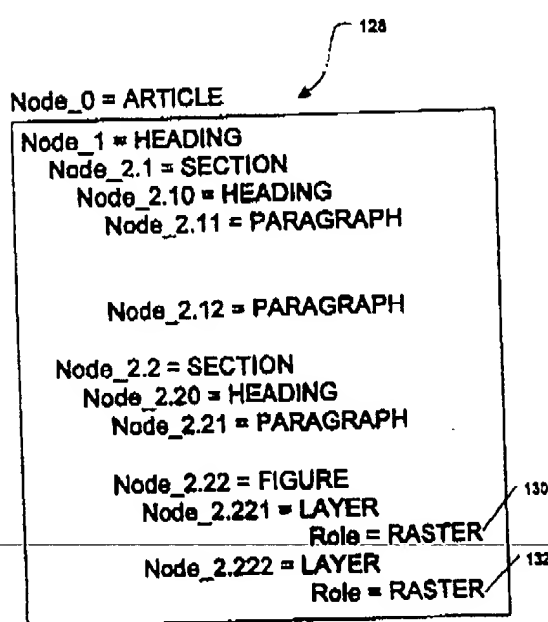 128
Node_0 = ARTICLE
Node_1 = HEADING
Node_2.1 = SECTION
Node_2.10 = HEADING
Node_2.11 = PARAGRAPH
Node_2.12 = PARAGRAPH
Node_2.2 = SECTION
Node_2.20 = HEADING
Node_2.21 = PARAGRAPH
Node_2.22 = FIGURE
Node_2.221 = LAYER
130
Role = RASTER
Node_2.222 = LAYER
132
Role = RASTER